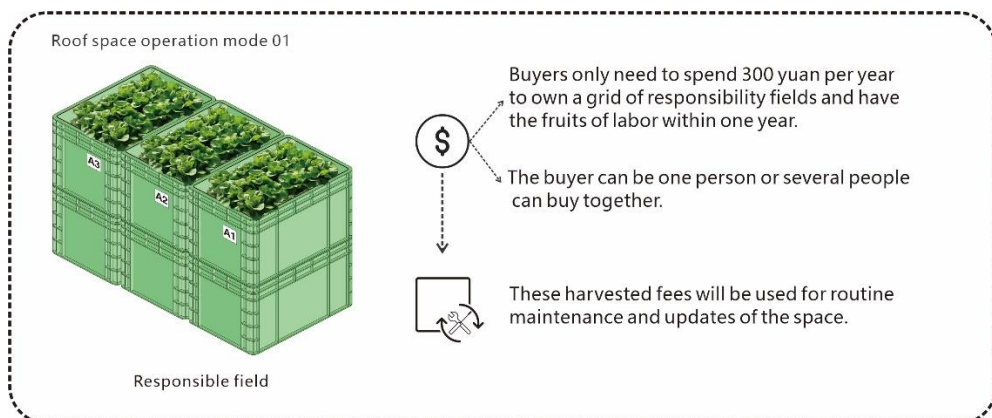 Roof space operation mode 01
A3
A2
A1
Responsible field
$
Buyers only need to spend 300 yuan per year
to own a grid of responsibility fields and have
the fruits of labor within one year.
The buyer can be one person or several people
can buy together.
These harvested fees will be used for routine
maintenance and updates of the space.